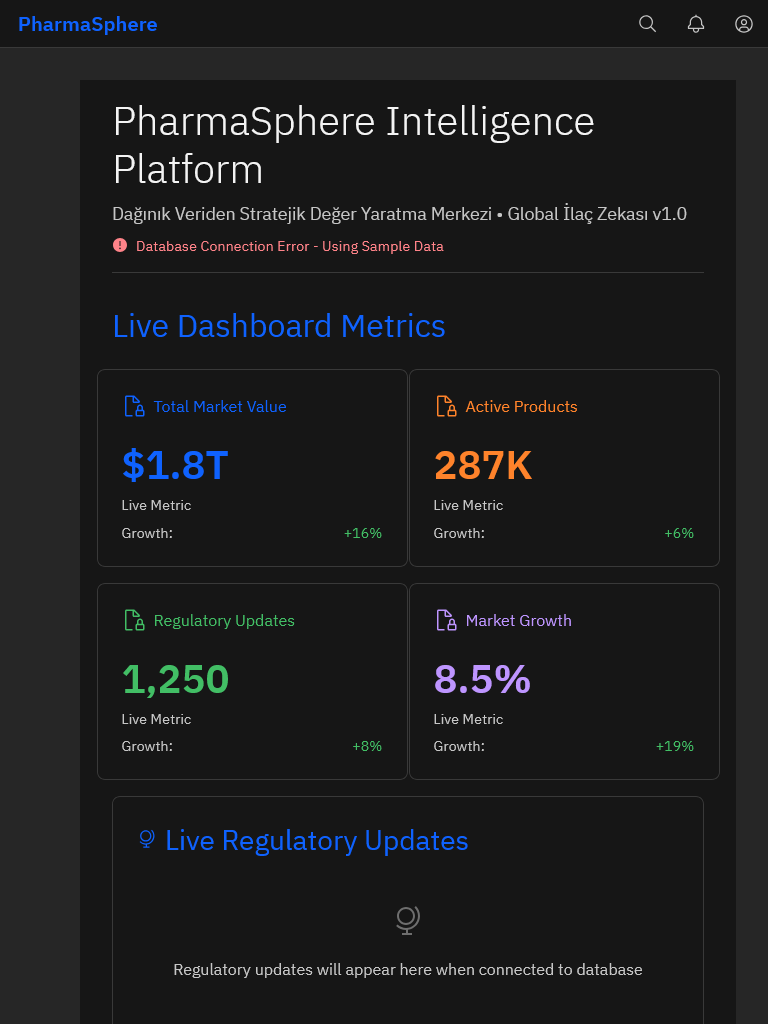 PharmaSphere
PharmaSphere Intelligence
Platform
Dağınık Veriden Stratejik Değer Yaratma Merkezi • Global İlaç Zekası v1.0
Database Connection Error - Using Sample Data
Live Dashboard Metrics
Total Market Value
$1.8T
Live Metric
Growth: +16%
Active Products
287K
Live Metric
Growth: +6%
Regulatory Updates
1,250
Live Metric
Growth: +8%
Market Growth
8.5%
Live Metric
Growth: +19%
Live Regulatory Updates
Regulatory updates will appear here when connected to database